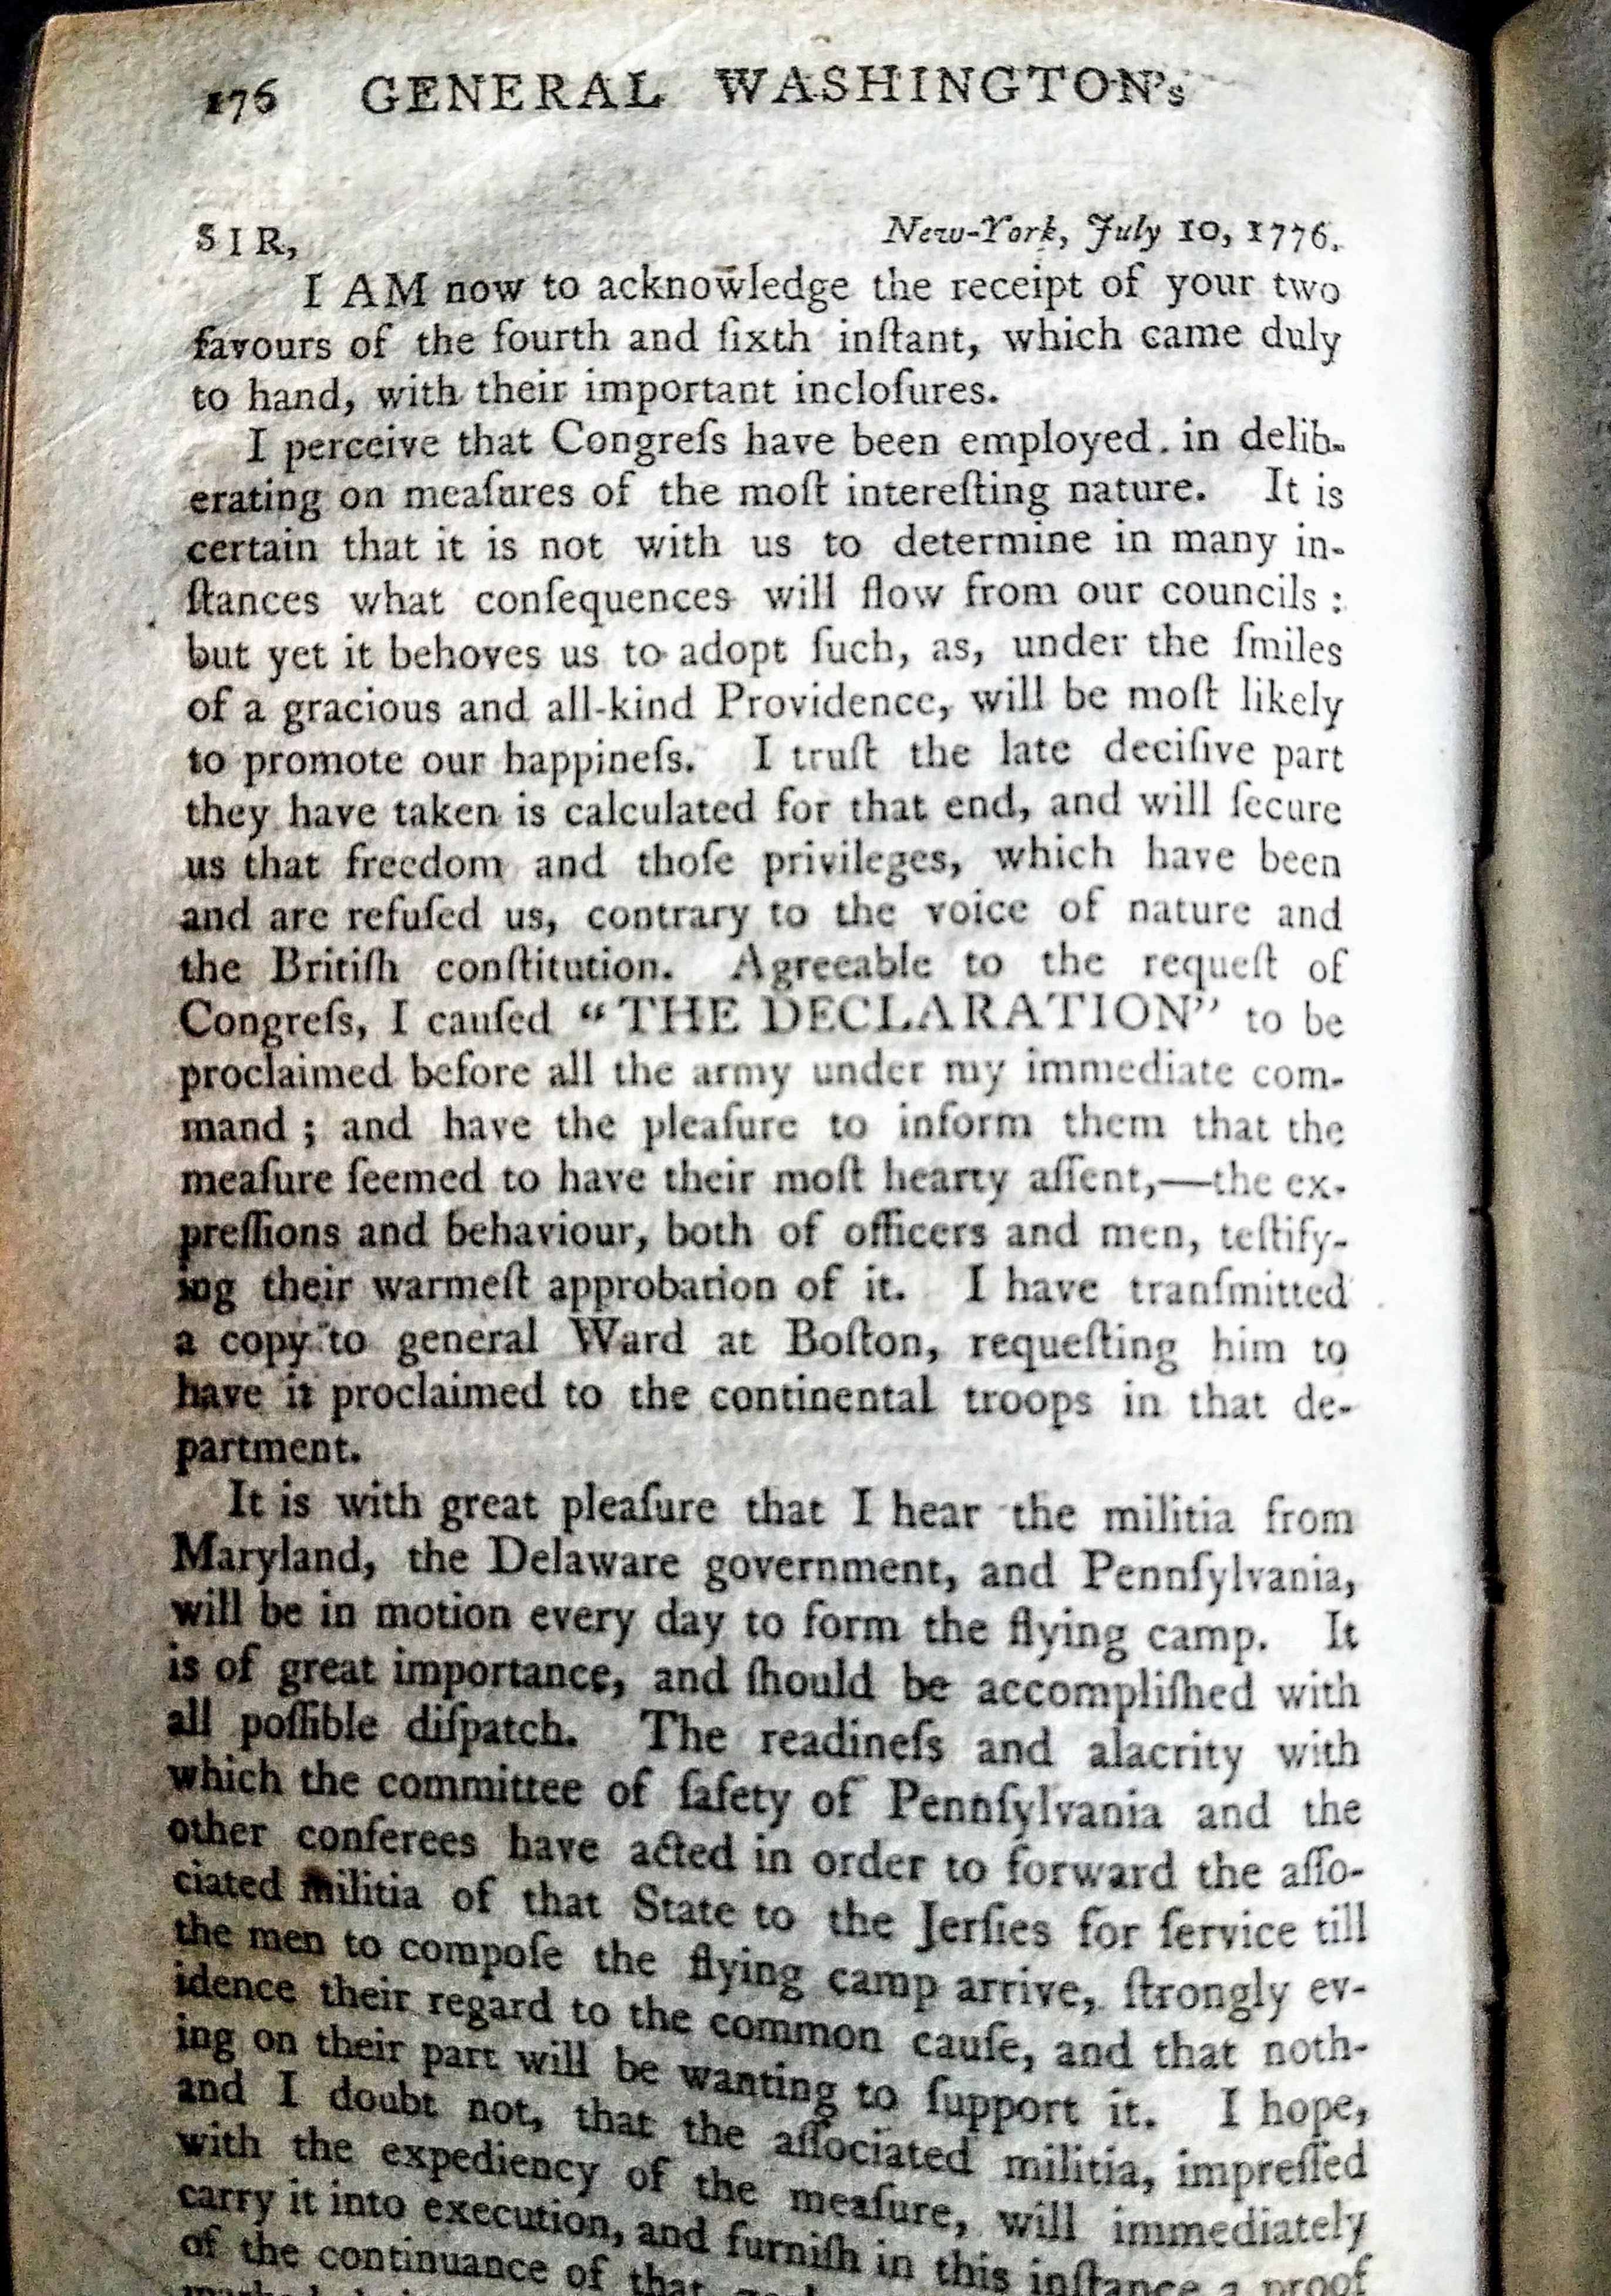 176 GENERAL WASHINGTON's
SIR, New-York, July 10, 1776.
I AM now to acknowledge the receipt of your two
favours of the fourth and ſixth inſtant, which came duly
to hand, with their important incloſures.
I perceive that Congreſs have been employed in delib-
erating on meaſures of the moſt intereſting nature. It is
certain that it is not with us to determine in many in-
ſtances what conſequences will flow from our councils :
but yet it behoves us to adopt ſuch, as, under the ſmiles
of a gracious and all-kind Providence, will be moſt likely
to promote our happineſs. I truſt the late deciſive part
they have taken is calculated for that end, and will ſecure
us that freedom and thoſe privileges, which have been
and are refuſed us, contrary to the voice of nature and
the Britiſh conſtitution. Agreeable to the requeſt of
Congreſs, I cauſed “THE DECLARATION” to be
proclaimed before all the army under my immediate com-
mand ; and have the pleaſure to inform them that the
meaſure ſeemed to have their moſt hearty aſſent,—the ex-
preſſions and behaviour, both of officers and men, teſtify-
ing their warmeſt approbation of it. I have tranſmitted
a copy to general Ward at Boſton, requeſting him to
have it proclaimed to the continental troops in that de-
partment.
It is with great pleaſure that I hear the militia from
Maryland, the Delaware government, and Pennſylvania,
will be in motion every day to form the flying camp. It
is of great importance, and ſhould be accompliſhed with
all poſſible diſpatch. The readineſs and alacrity with
which the committee of ſafety of Pennſylvania and the
other conferees have acted in order to forward the aſſo-
ciated militia of that State to the Jerſies for ſervice till
the men to compoſe the flying camp arrive, ſtrongly ev-
idence their regard to the common cauſe, and that noth-
ing on their part will be wanting to ſupport it. I hope,
and I doubt not, that the aſſociated militia, impreſſed
with the expediency of the meaſure, will immediately
carry it into execution, and furniſh in this inſtance a proof
of the continuance of that